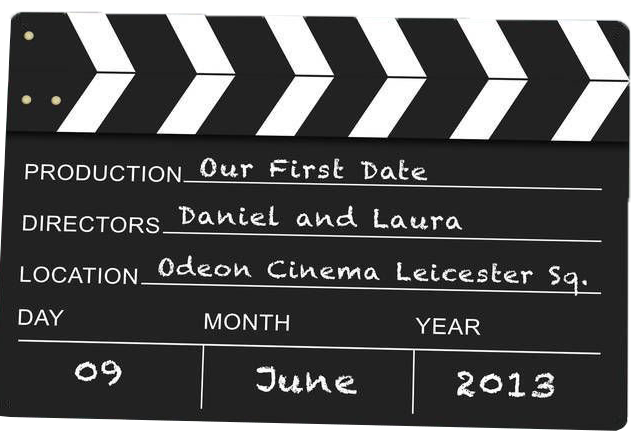 PRODUCTION Our First Date
DIRECTORS Daniel and Laura
LOCATION Odeon Cinema Leicester Sq.
DAY MONTH YEAR
09 June 2013